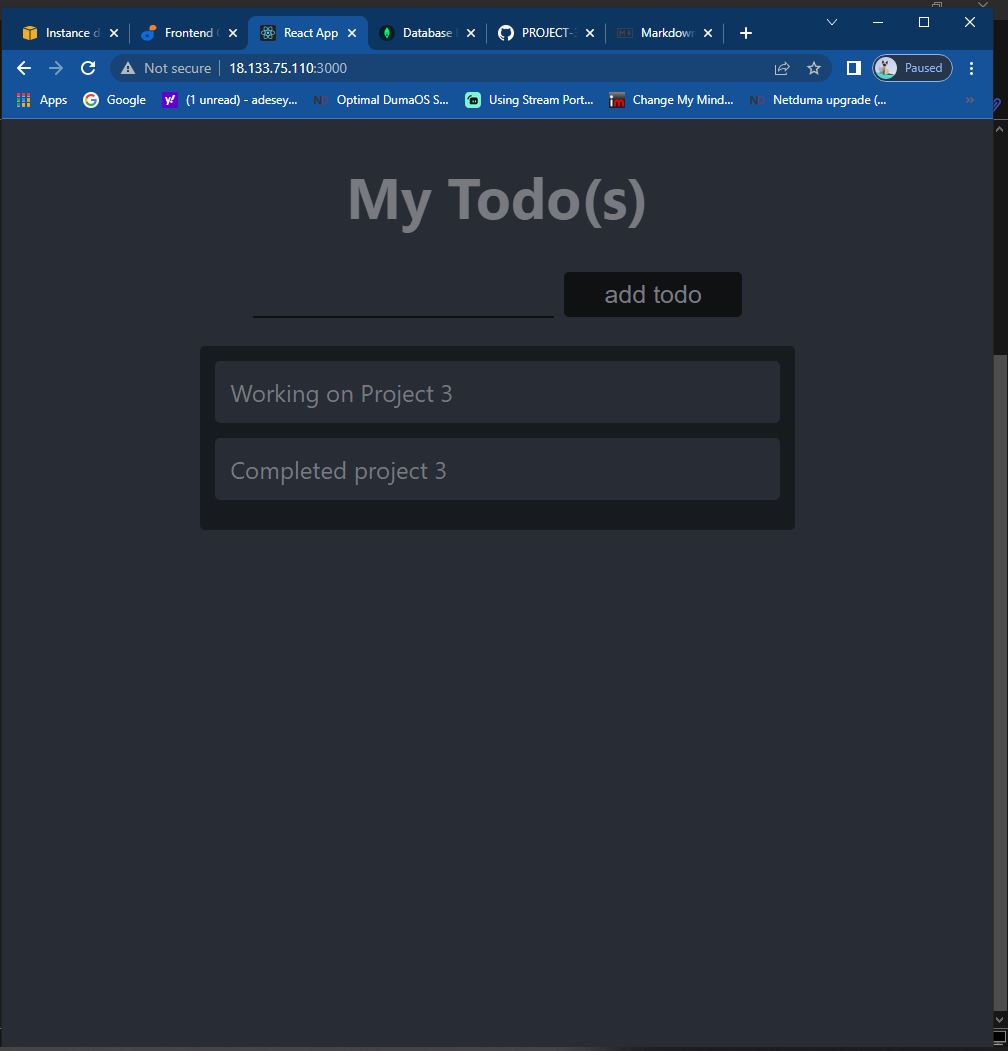 Instance d
Frontend
React App
Database
PROJECT-
Markdown
Not secure
18.133.75.110:3000
Paused
Apps
Google
(1 unread) - adesey...
Optimal DumaOS S...
Using Stream Port...
Change My Mind...
Netduma upgrade (...
My Todo(s)
add todo
Working on Project 3
Completed project 3